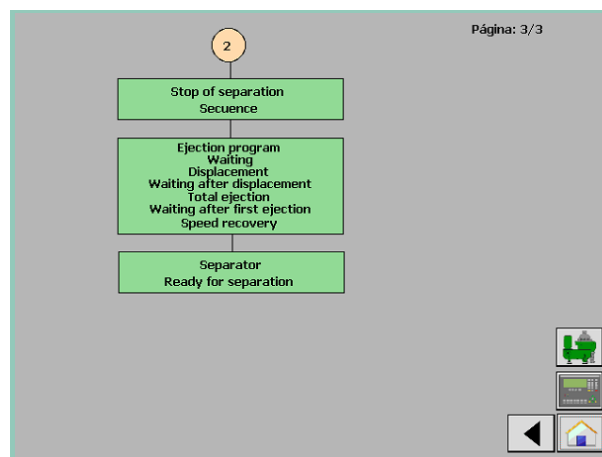 Página: 3/3
2
Stop of separation
Secuence
Ejection program
Waiting
Displacement
Waiting after displacement
Total ejection
Waiting after first ejection
Speed recovery
Separator
Ready for separation